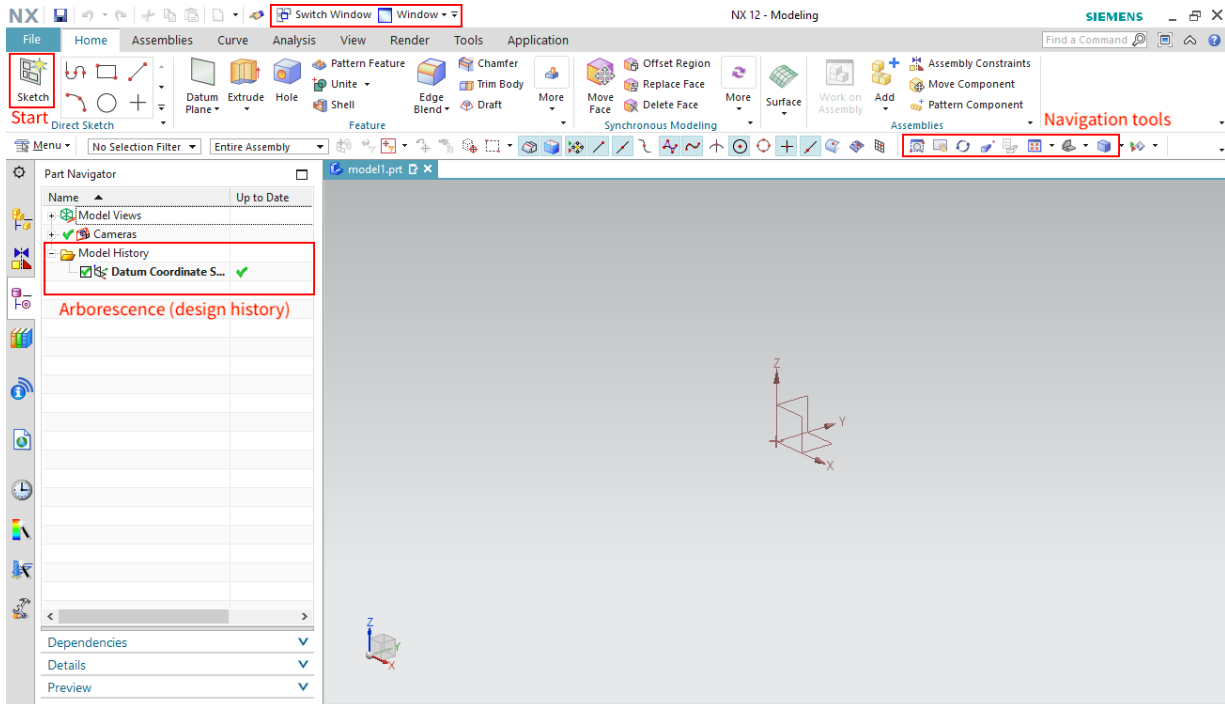 NX Switch Window Window NX 12 - Modeling SIEMENS
File Home Assemblies Curve Analysis View Render Tools Application Find a Command
Sketch
Start
Direct Sketch
Datum Plane
Extrude
Hole
Pattern Feature
Unite
Shell
Edge Blend
Chamfer
Trim Body
Draft
More
Feature
Move Face
Offset Region
Replace Face
Delete Face
More
Synchronous Modeling
Surface
Work on Assembly
Add
Assembly Constraints
Move Component
Pattern Component
Assemblies
Navigation tools
Menu No Selection Filter Entire Assembly
Part Navigator
model1.prt
Name Up to Date
Model Views
Cameras
Model History
Datum Coordinate S...
Arborescence (design history)
Z
Y
X
Z
Y
X
Dependencies
Details
Preview